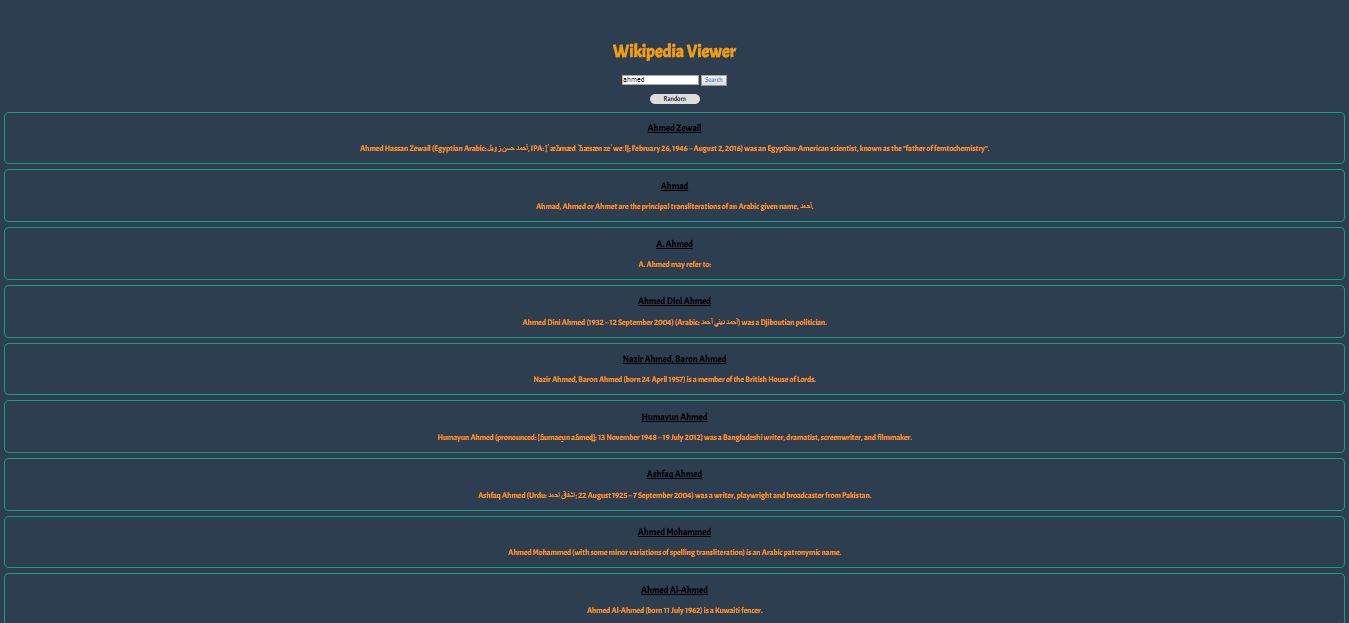 Wikipedia Viewer
ahmed Search
Random
Ahmed Zewail
Ahmed Hassan Zewail (Egyptian Arabic: أحمد حسن زويل, IPA: [ˈæħmæd ˈħæsæn zeˈweːl]; February 26, 1946 – August 2, 2016) was an Egyptian-American scientist, known as the "father of femtochemistry".
Ahmad
Ahmad, Ahmed or Ahmet are the principal transliterations of an Arabic given name, أحمد.
A. Ahmed
A. Ahmed may refer to:
Ahmed Dini Ahmed
Ahmed Dini Ahmed (1932 – 12 September 2004) (Arabic: أحمد ديني أحمد) was a Djiboutian politician.
Nazir Ahmed, Baron Ahmed
Nazir Ahmed, Baron Ahmed (born 24 April 1957) is a member of the British House of Lords.
Humayun Ahmed
Humayun Ahmed (pronounced: [ɦumae̯un aɦmed̪]; 13 November 1948 – 19 July 2012) was a Bangladeshi writer, dramatist, screenwriter, and filmmaker.
Ashfaq Ahmed
Ashfaq Ahmed (Urdu: اشفاق احمد‎; 22 August 1925 – 7 September 2004) was a writer, playwright and broadcaster from Pakistan.
Ahmed Mohammed
Ahmed Mohammed (with some minor variations of spelling transliteration) is an Arabic patronymic name.
Ahmed Al-Ahmed
Ahmed Al-Ahmed (born 11 July 1962) is a Kuwaiti fencer.